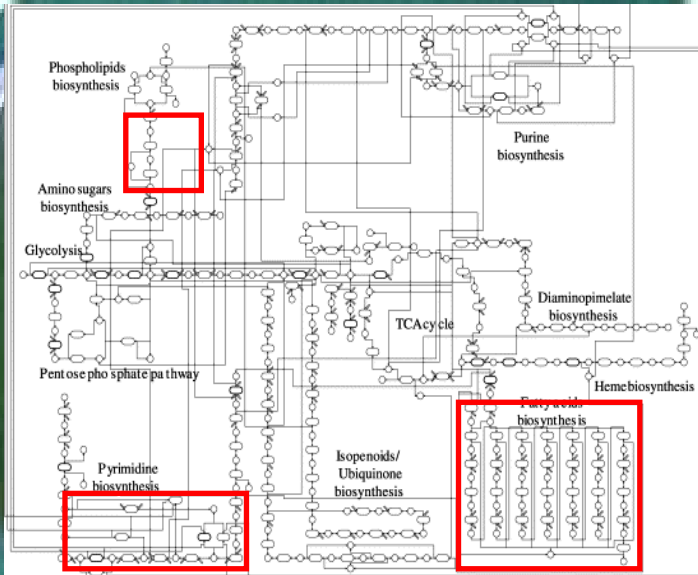 Phospholipids
biosynthesis
Purine
biosynthesis
Amino sugars
biosynthesis
Glycolysis
TCA cycle
Diaminopimelate
biosynthesis
Pentose phosphate pathway
Heme biosynthesis
Fatty acids
biosynthesis
Isopenoids/
Ubiquinone
biosynthesis
Pyrimidine
biosynthesis